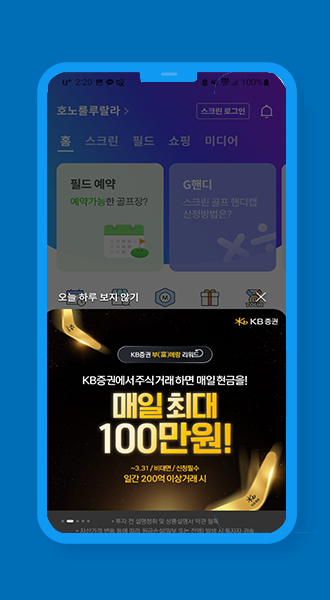 U+ 2:20
100%
호노룰루랄라 >
스크린 로그인
홈 스크린 필드 쇼핑 미디어
필드 예약
예약가능한 골프장?
G핸디
스크린 골프 핸디캡
산정방법은?
M
TOUR
오늘 하루 보지 않기
KB증권
KB증권 부(富)메랑 리워드
KB증권에서 주식 거래하면 매일 현금을!
매일 최대
100만원!
~3.31 / 비대면 / 신청필수
일간 200억 이상 거래 시
KB
* 투자 전 설명청취 및 상품설명서 약관 필독